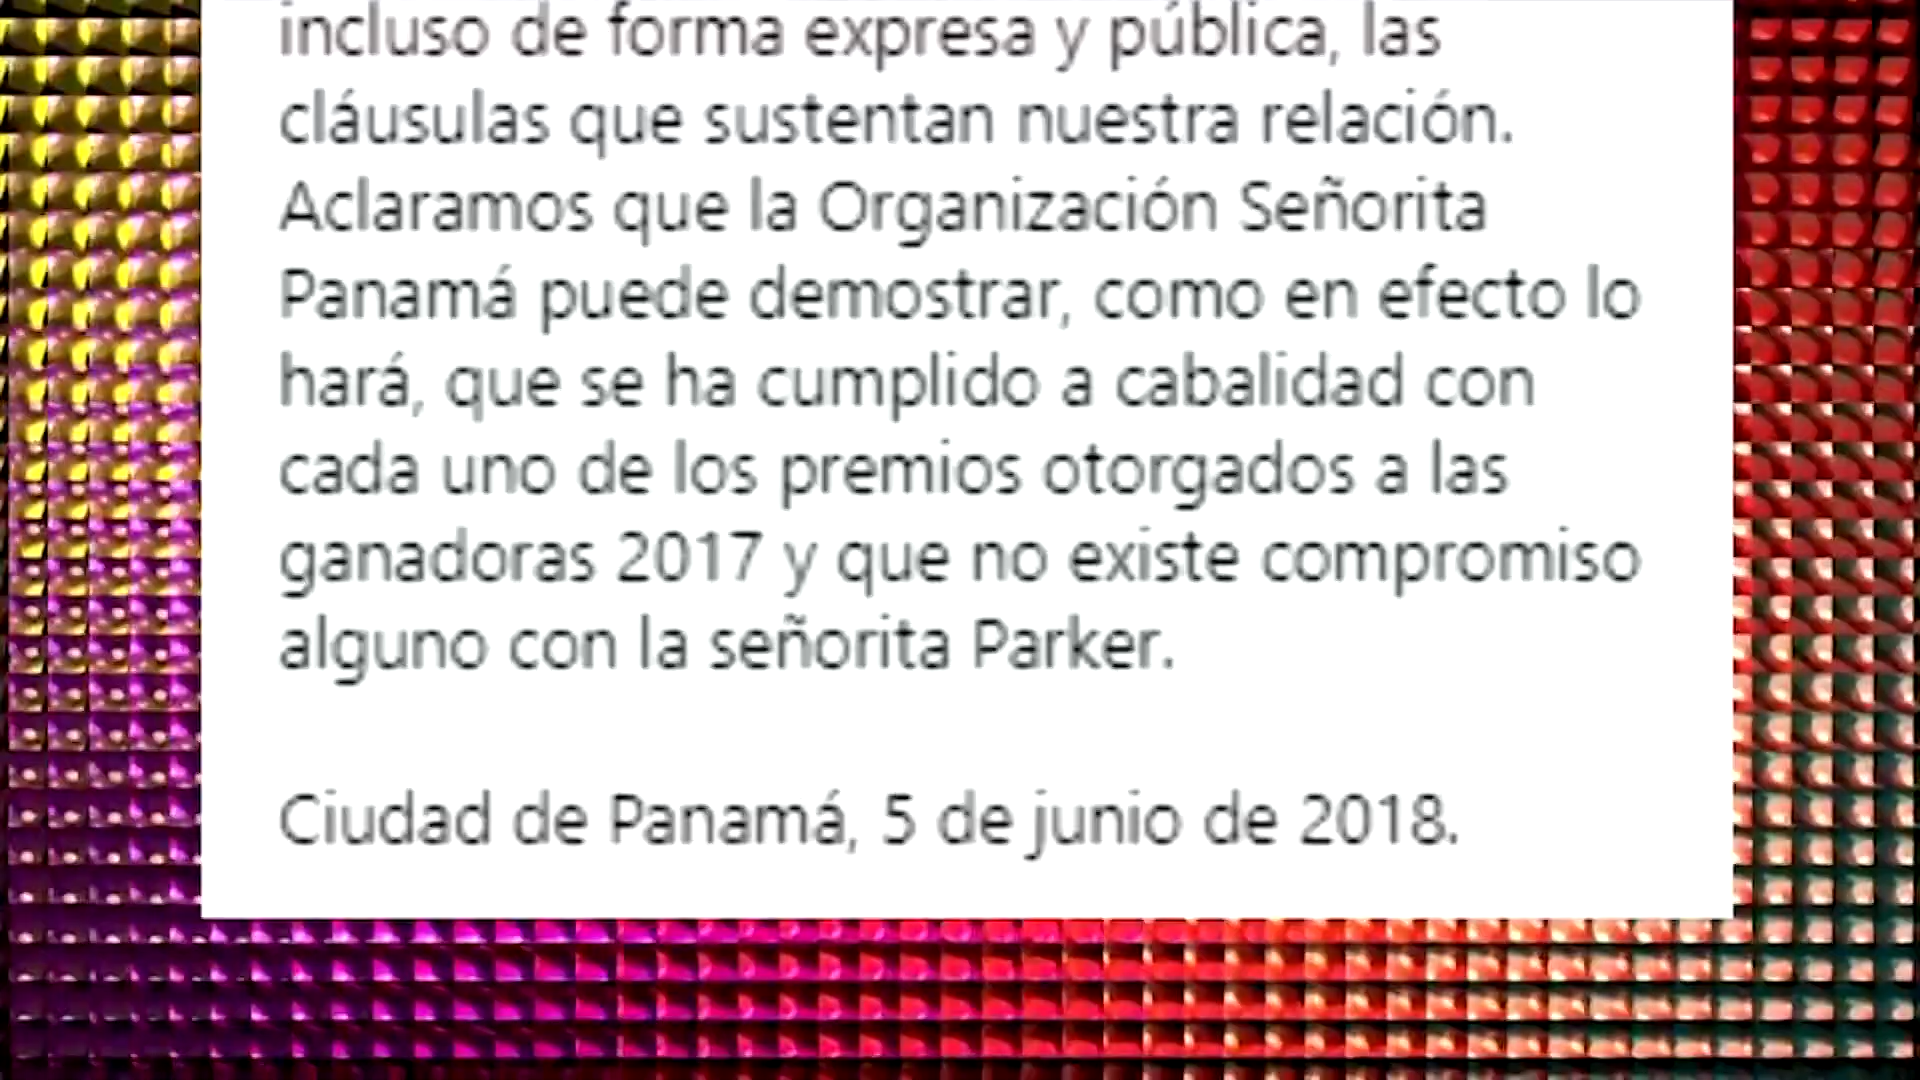 incluso de forma expresa y pública, las
cláusulas que sustentan nuestra relación.
Aclaramos que la Organización Señorita
Panamá puede demostrar, como en efecto lo
hará, que se ha cumplido a cabalidad con
cada uno de los premios otorgados a las
ganadoras 2017 y que no existe compromiso
alguno con la señorita Parker.
Ciudad de Panamá, 5 de junio de 2018.